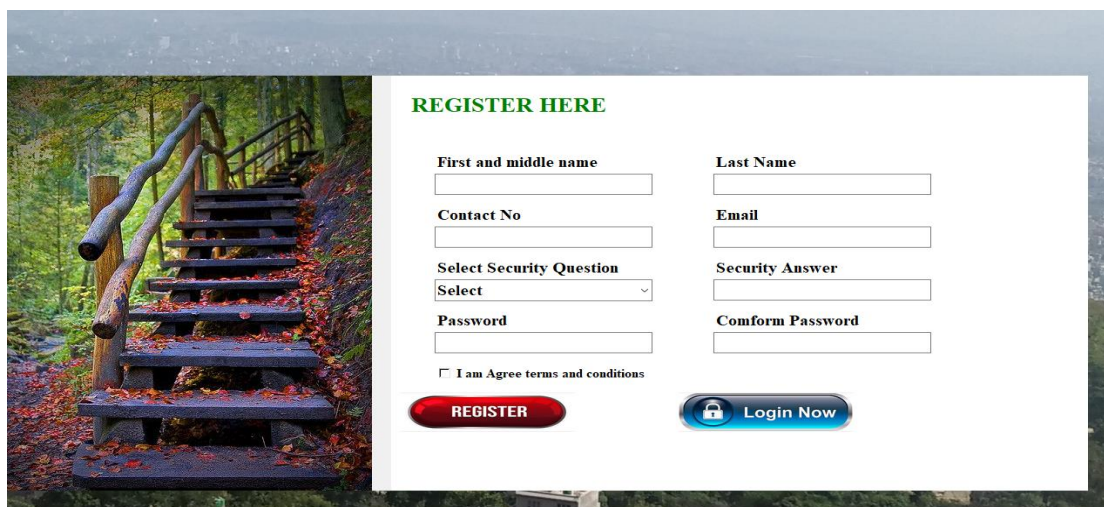 REGISTER HERE
First and middle name
Last Name
Contact No
Email
Select Security Question
Security Answer
Select
Password
Comform Password
I am Agree terms and conditions
REGISTER
Login Now